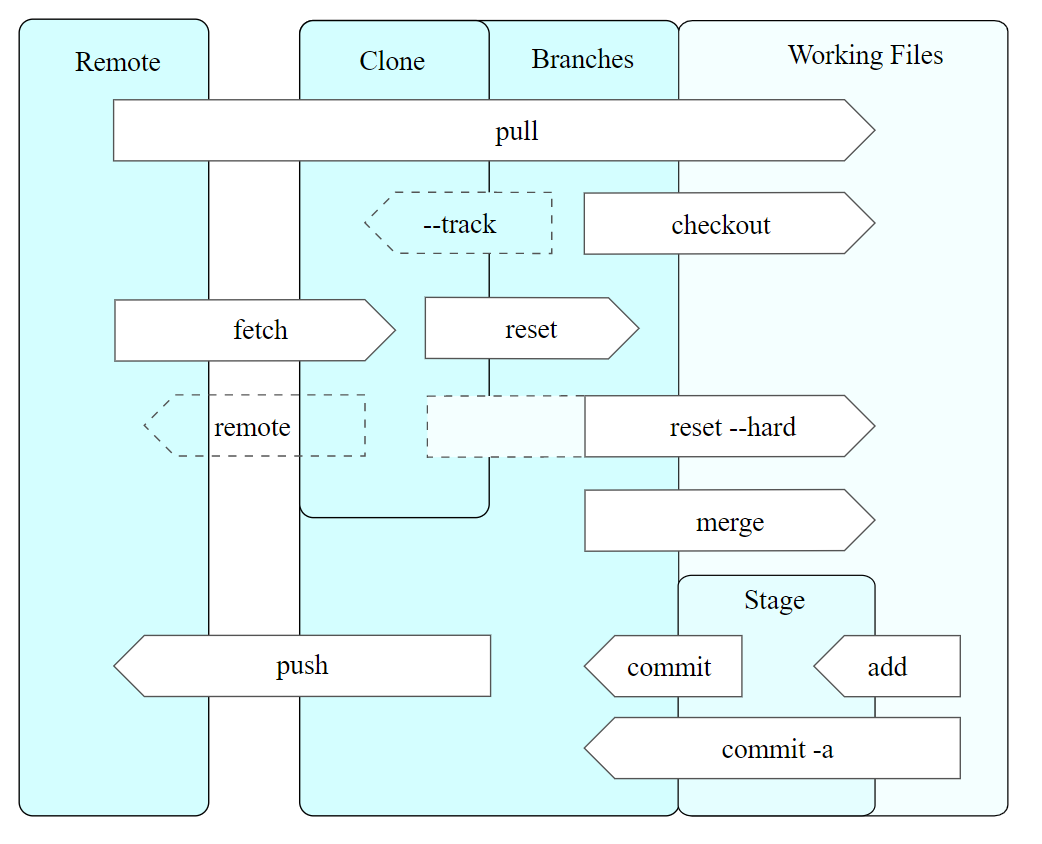 Remote
Clone
Branches
Working Files
pull
--track
checkout
fetch
reset
remote
reset --hard
merge
Stage
push
commit
add
commit -a